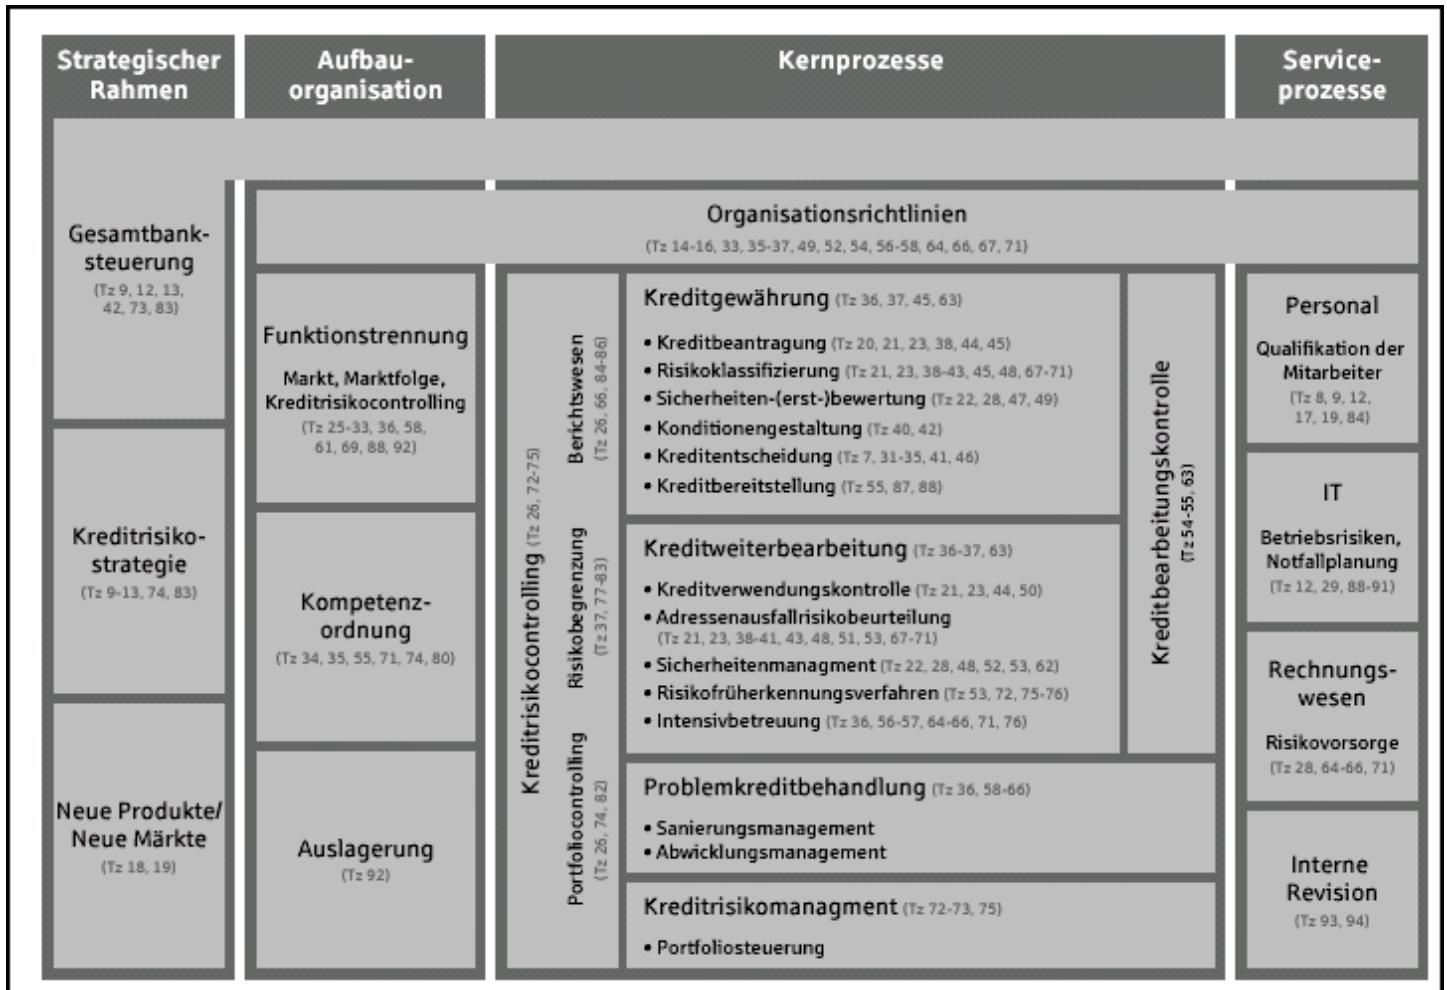 Strategischer
Rahmen
Aufbau-
organisation
Kernprozesse
Service-
prozesse
Gesamtbank-
steuerung
(Tz 9, 12, 13,
42, 73, 83)
Kreditrisiko-
strategie
(Tz 9-13, 74, 83)
Neue Produkte/
Neue Märkte
(Tz 18, 19)
Organisationsrichtlinien
(Tz 14-16, 33, 35-37, 49, 52, 54, 56-58, 64, 66, 67, 71)
Funktionstrennung
Markt, Marktfolge,
Kreditrisikocontrolling
(Tz 25-33, 36, 58,
61, 69, 88, 92)
Kompetenz-
ordnung
(Tz 34, 35, 55, 71, 74, 80)
Auslagerung
(Tz 92)
Kreditrisikocontrolling (Tz 26, 72-75)
Berichtswesen
(Tz 26, 66, 84-86)
Risikobegrenzung
(Tz 37, 77-83)
Portfoliocontrolling
(Tz 26, 74, 82)
Kreditgewährung (Tz 36, 37, 45, 63)
• Kreditbeantragung (Tz 20, 21, 23, 38, 44, 45)
• Risikoklassifizierung (Tz 21, 23, 38-43, 45, 48, 67-71)
• Sicherheiten-(erst-)bewertung (Tz 22, 28, 47, 49)
• Konditionengestaltung (Tz 40, 42)
• Kreditentscheidung (Tz 7, 31-35, 41, 46)
• Kreditbereitstellung (Tz 55, 87, 88)
Kreditweiterbearbeitung (Tz 36-37, 63)
• Kreditverwendungskontrolle (Tz 21, 23, 44, 50)
• Adressenausfallrisikobeurteilung
(Tz 21, 23, 38-41, 43, 48, 51, 53, 67-71)
• Sicherheitenmanagment (Tz 22, 28, 48, 52, 53, 62)
• Risikofrüherkennungsverfahren (Tz 53, 72, 75-76)
• Intensivbetreuung (Tz 36, 56-57, 64-66, 71, 76)
Kreditbearbeitungskontrolle
(Tz 54-55, 63)
Problemkreditbehandlung (Tz 36, 58-66)
• Sanierungsmanagement
• Abwicklungsmanagement
Kreditrisikomanagment (Tz 72-73, 75)
• Portfoliosteuerung
Personal
Qualifikation der
Mitarbeiter
(Tz 8, 9, 12,
17, 19, 84)
IT
Betriebsrisiken,
Notfallplanung
(Tz 12, 29, 88-91)
Rechnungs-
wesen
Risikovorsorge
(Tz 28, 64-66, 71)
Interne
Revision
(Tz 93, 94)